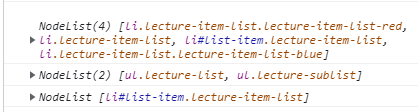 NodeList(4) [li.lecture-item-list.lecture-item-list-red,
li.lecture-item-list, li#list-item.lecture-item-list,
li.lecture-item-list.lecture-item-list-blue]
NodeList(2) [ul.lecture-list, ul.lecture-sublist]
NodeList [li#list-item.lecture-item-list]